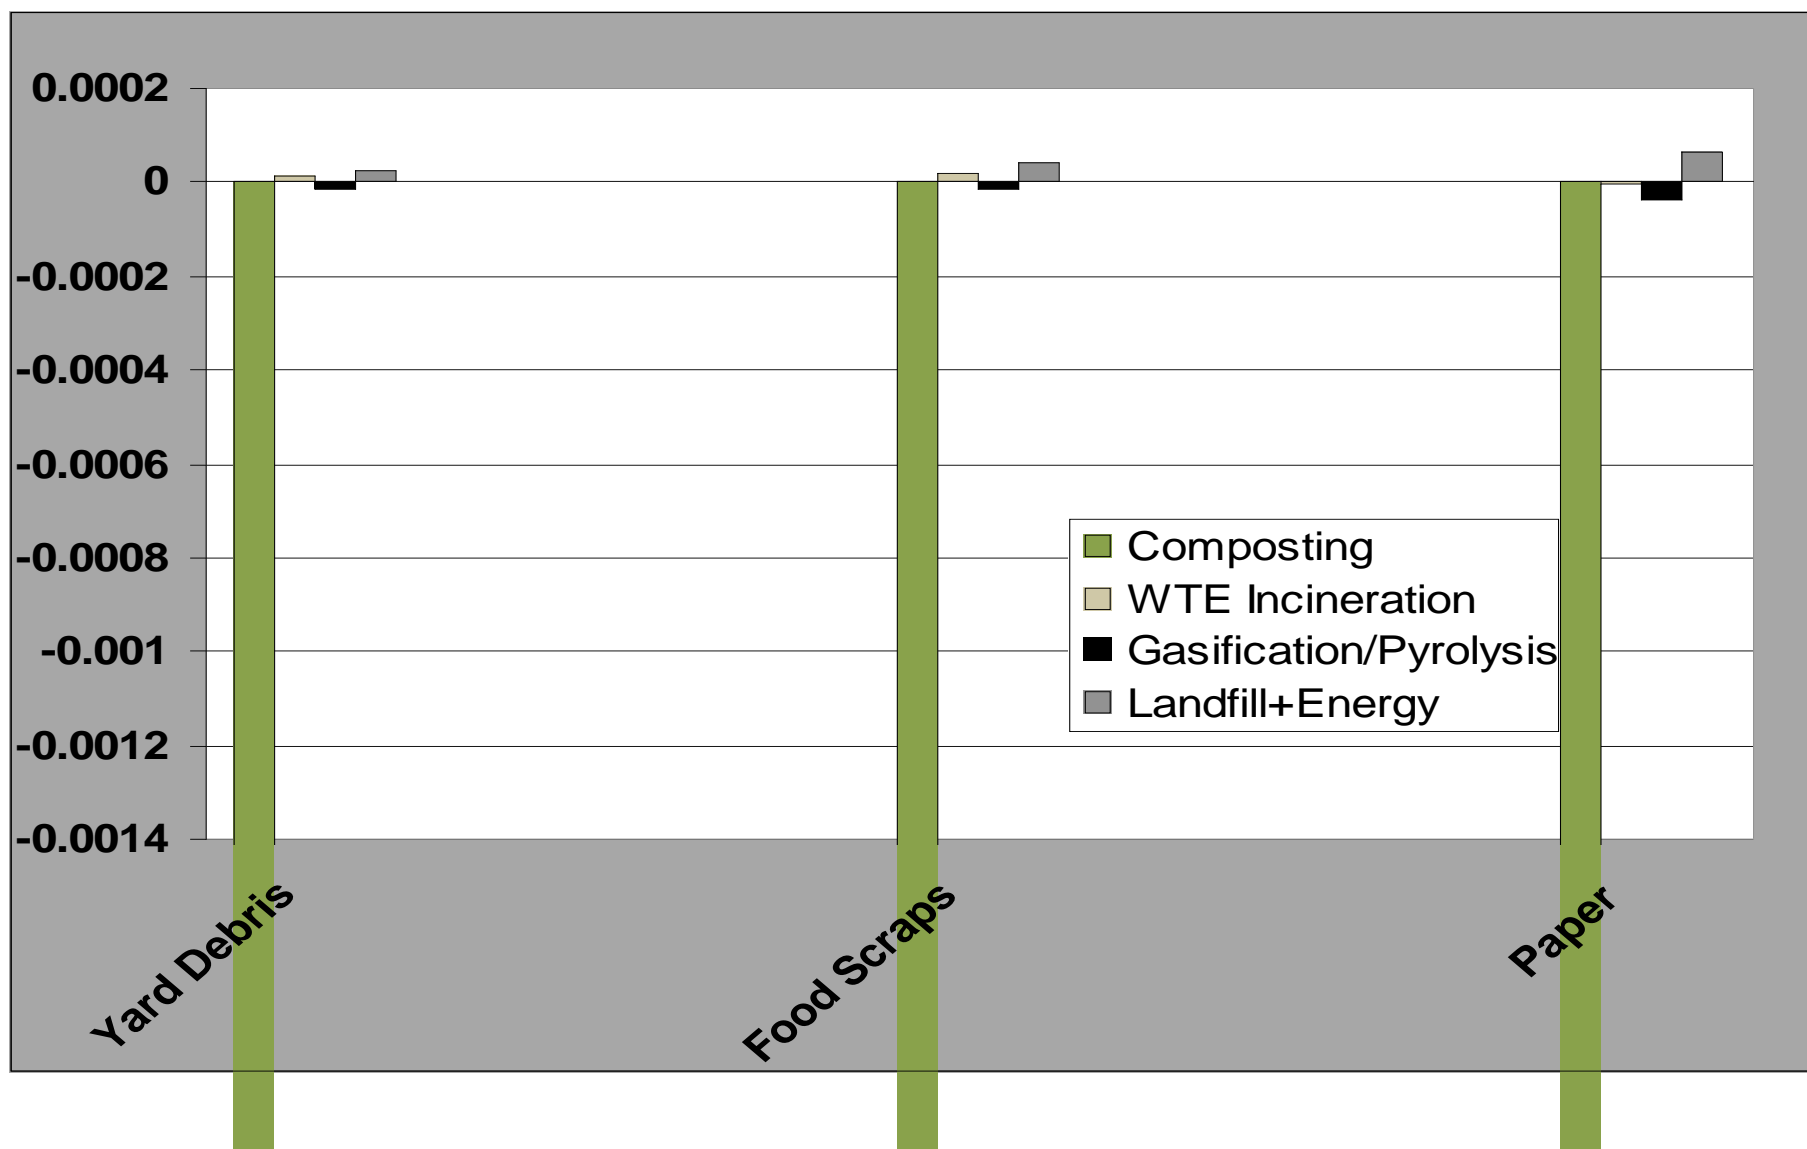 0.0002
0
-0.0002
-0.0004
-0.0006
-0.0008
-0.001
-0.0012
-0.0014
Composting
WTE Incineration
Gasification/Pyrolysis
Landfill+Energy
Yard Debris
Food Scraps
Paper